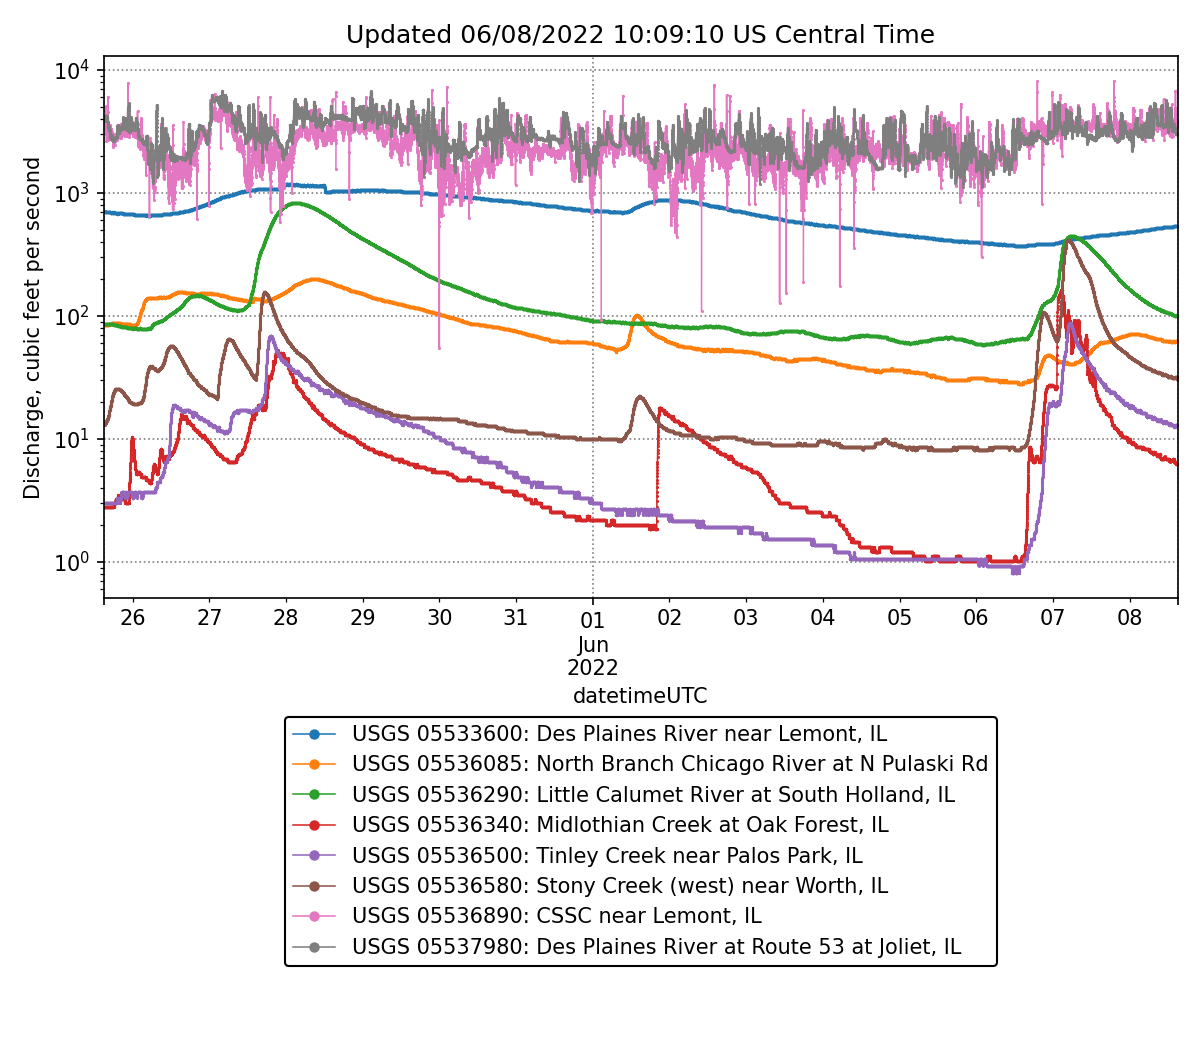 Updated 06/08/2022 10:09:10 US Central Time
Discharge, cubic feet per second
10^4
10^3
10^2
10^1
10^0
26 27 28 29 30 31 01 02 03 04 05 06 07 08
Jun
2022
datetimeUTC
USGS 05533600: Des Plaines River near Lemont, IL
USGS 05536085: North Branch Chicago River at N Pulaski Rd
USGS 05536290: Little Calumet River at South Holland, IL
USGS 05536340: Midlothian Creek at Oak Forest, IL
USGS 05536500: Tinley Creek near Palos Park, IL
USGS 05536580: Stony Creek (west) near Worth, IL
USGS 05536890: CSSC near Lemont, IL
USGS 05537980: Des Plaines River at Route 53 at Joliet, IL